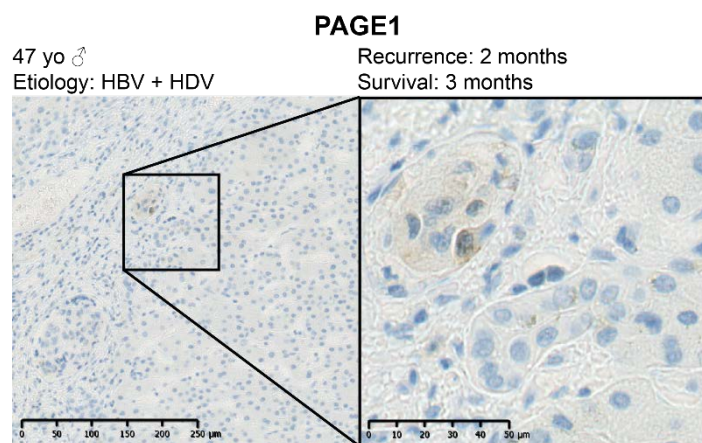 PAGE1
47 yo ♂
Etiology: HBV + HDV
Recurrence: 2 months
Survival: 3 months
0 50 100 150 200 250 µm
0 10 20 30 40 50 µm